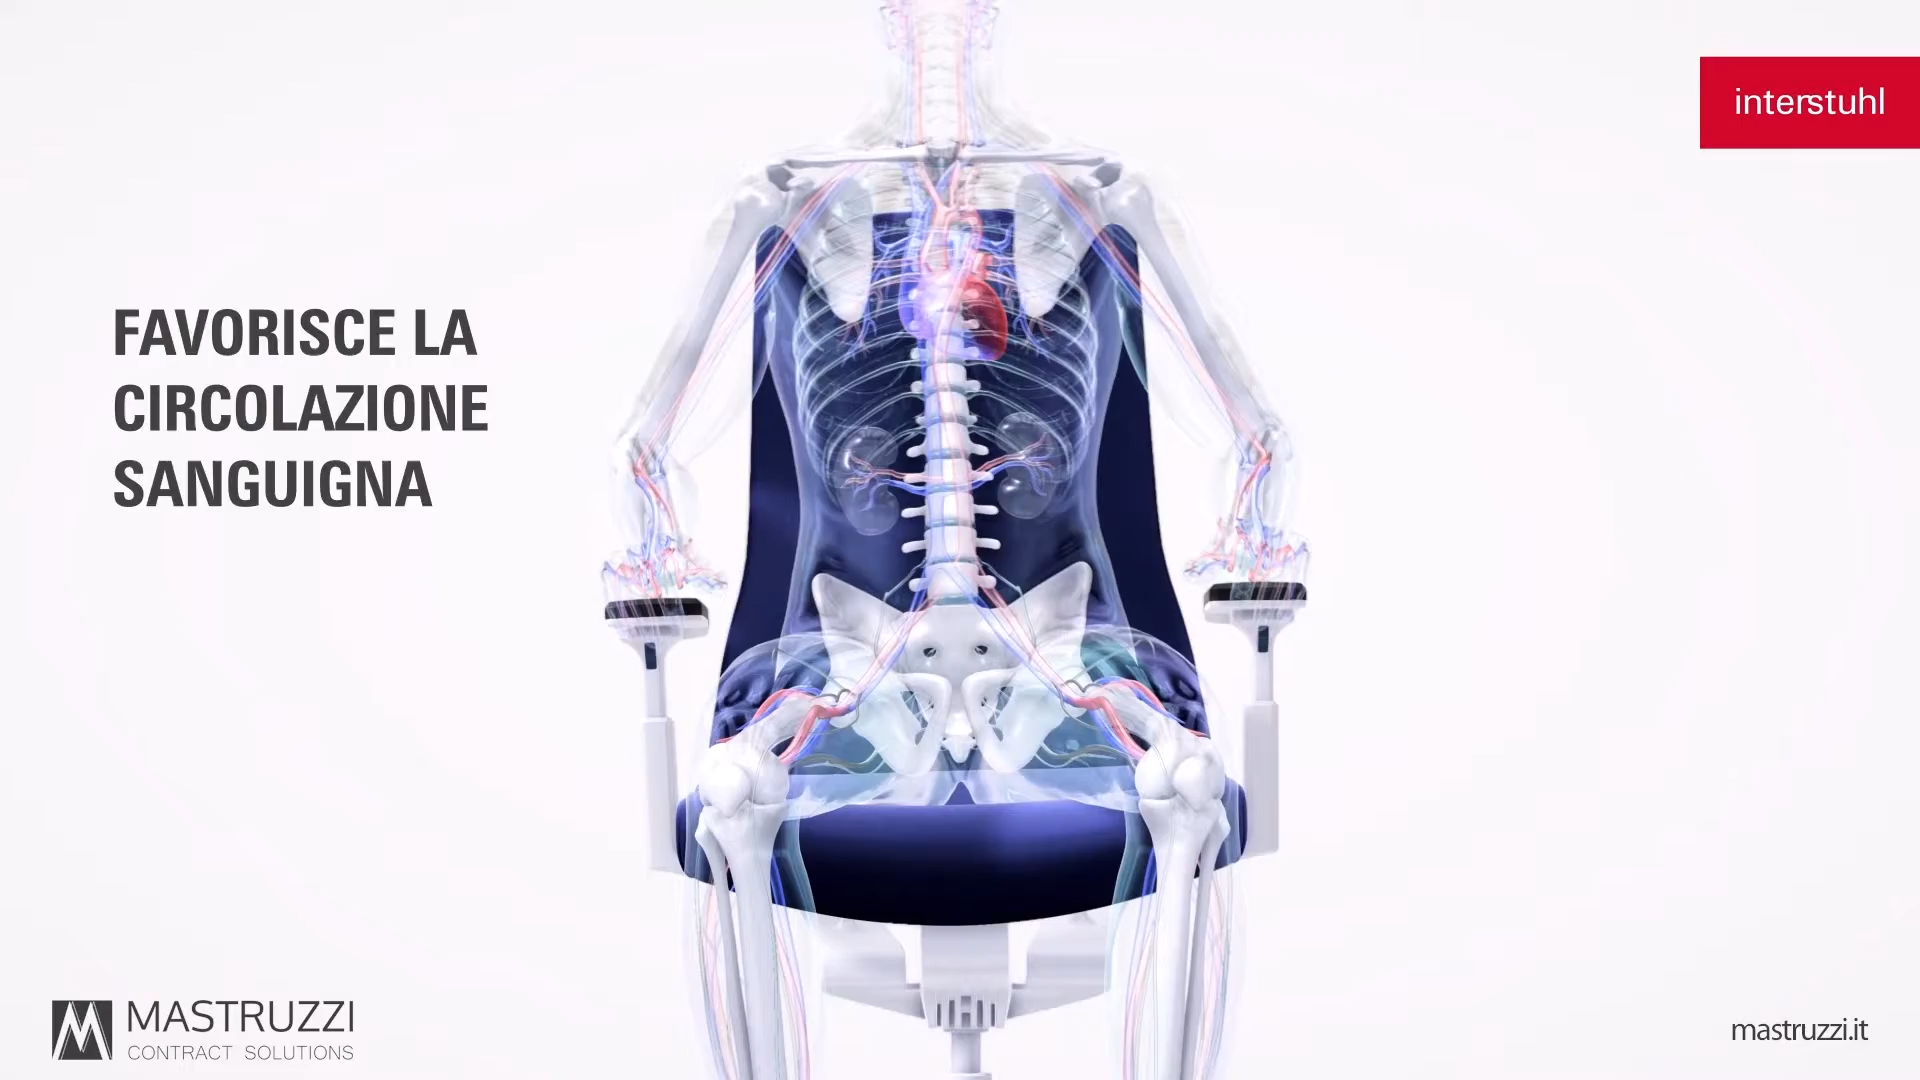 interstuhl
FAVORISCE LA
CIRCOLAZIONE
SANGUIGNA
MASTRUZZI
CONTRACT SOLUTIONS
mastruzzi.it